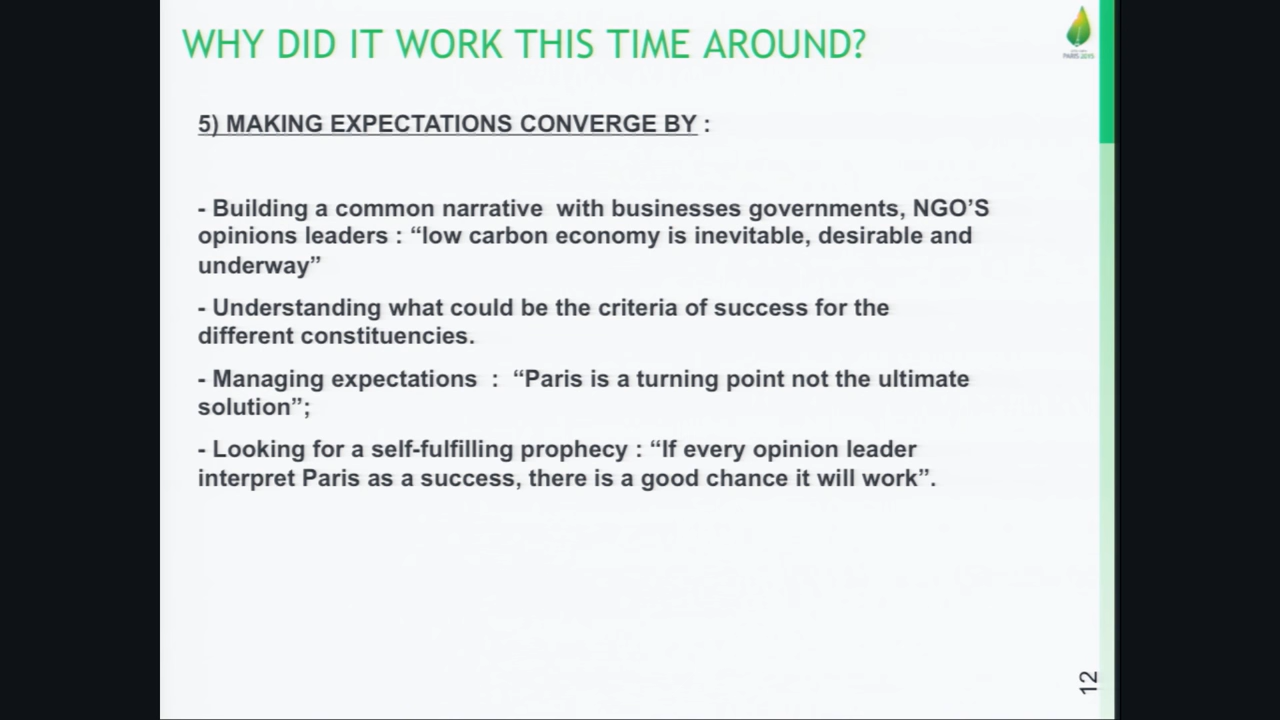 WHY DID IT WORK THIS TIME AROUND?
PARIS 2015
5) MAKING EXPECTATIONS CONVERGE BY :
- Building a common narrative with businesses governments, NGO’S
opinions leaders : “low carbon economy is inevitable, desirable and
underway”
- Understanding what could be the criteria of success for the
different constituencies.
- Managing expectations : “Paris is a turning point not the ultimate
solution”;
- Looking for a self-fulfilling prophecy : “If every opinion leader
interpret Paris as a success, there is a good chance it will work”.
12